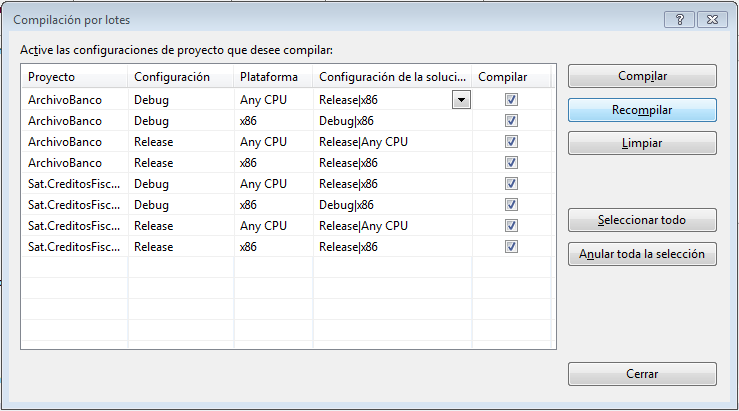 Compilación por lotes
Active las configuraciones de proyecto que desee compilar:
Proyecto Configuración Plataforma Configuración de la soluci... Compilar
ArchivoBanco Debug Any CPU Release|x86
ArchivoBanco Debug x86 Debug|x86
ArchivoBanco Release Any CPU Release|Any CPU
ArchivoBanco Release x86 Release|x86
Sat.CreditosFisc... Debug Any CPU Release|x86
Sat.CreditosFisc... Debug x86 Debug|x86
Sat.CreditosFisc... Release Any CPU Release|Any CPU
Sat.CreditosFisc... Release x86 Release|x86
Compilar
Recompilar
Limpiar
Seleccionar todo
Anular toda la selección
Cerrar